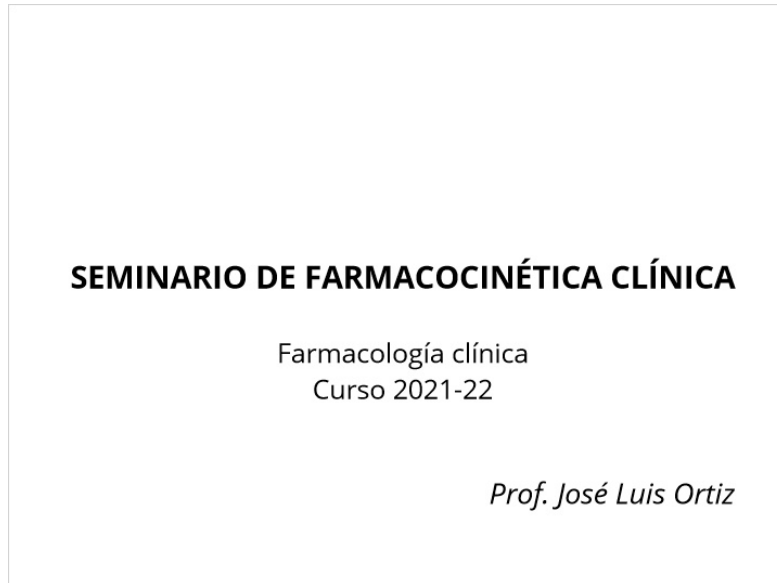 SEMINARIO DE FARMACOCINÉTICA CLÍNICA
Farmacología clínica
Curso 2021-22
Prof. José Luis Ortiz